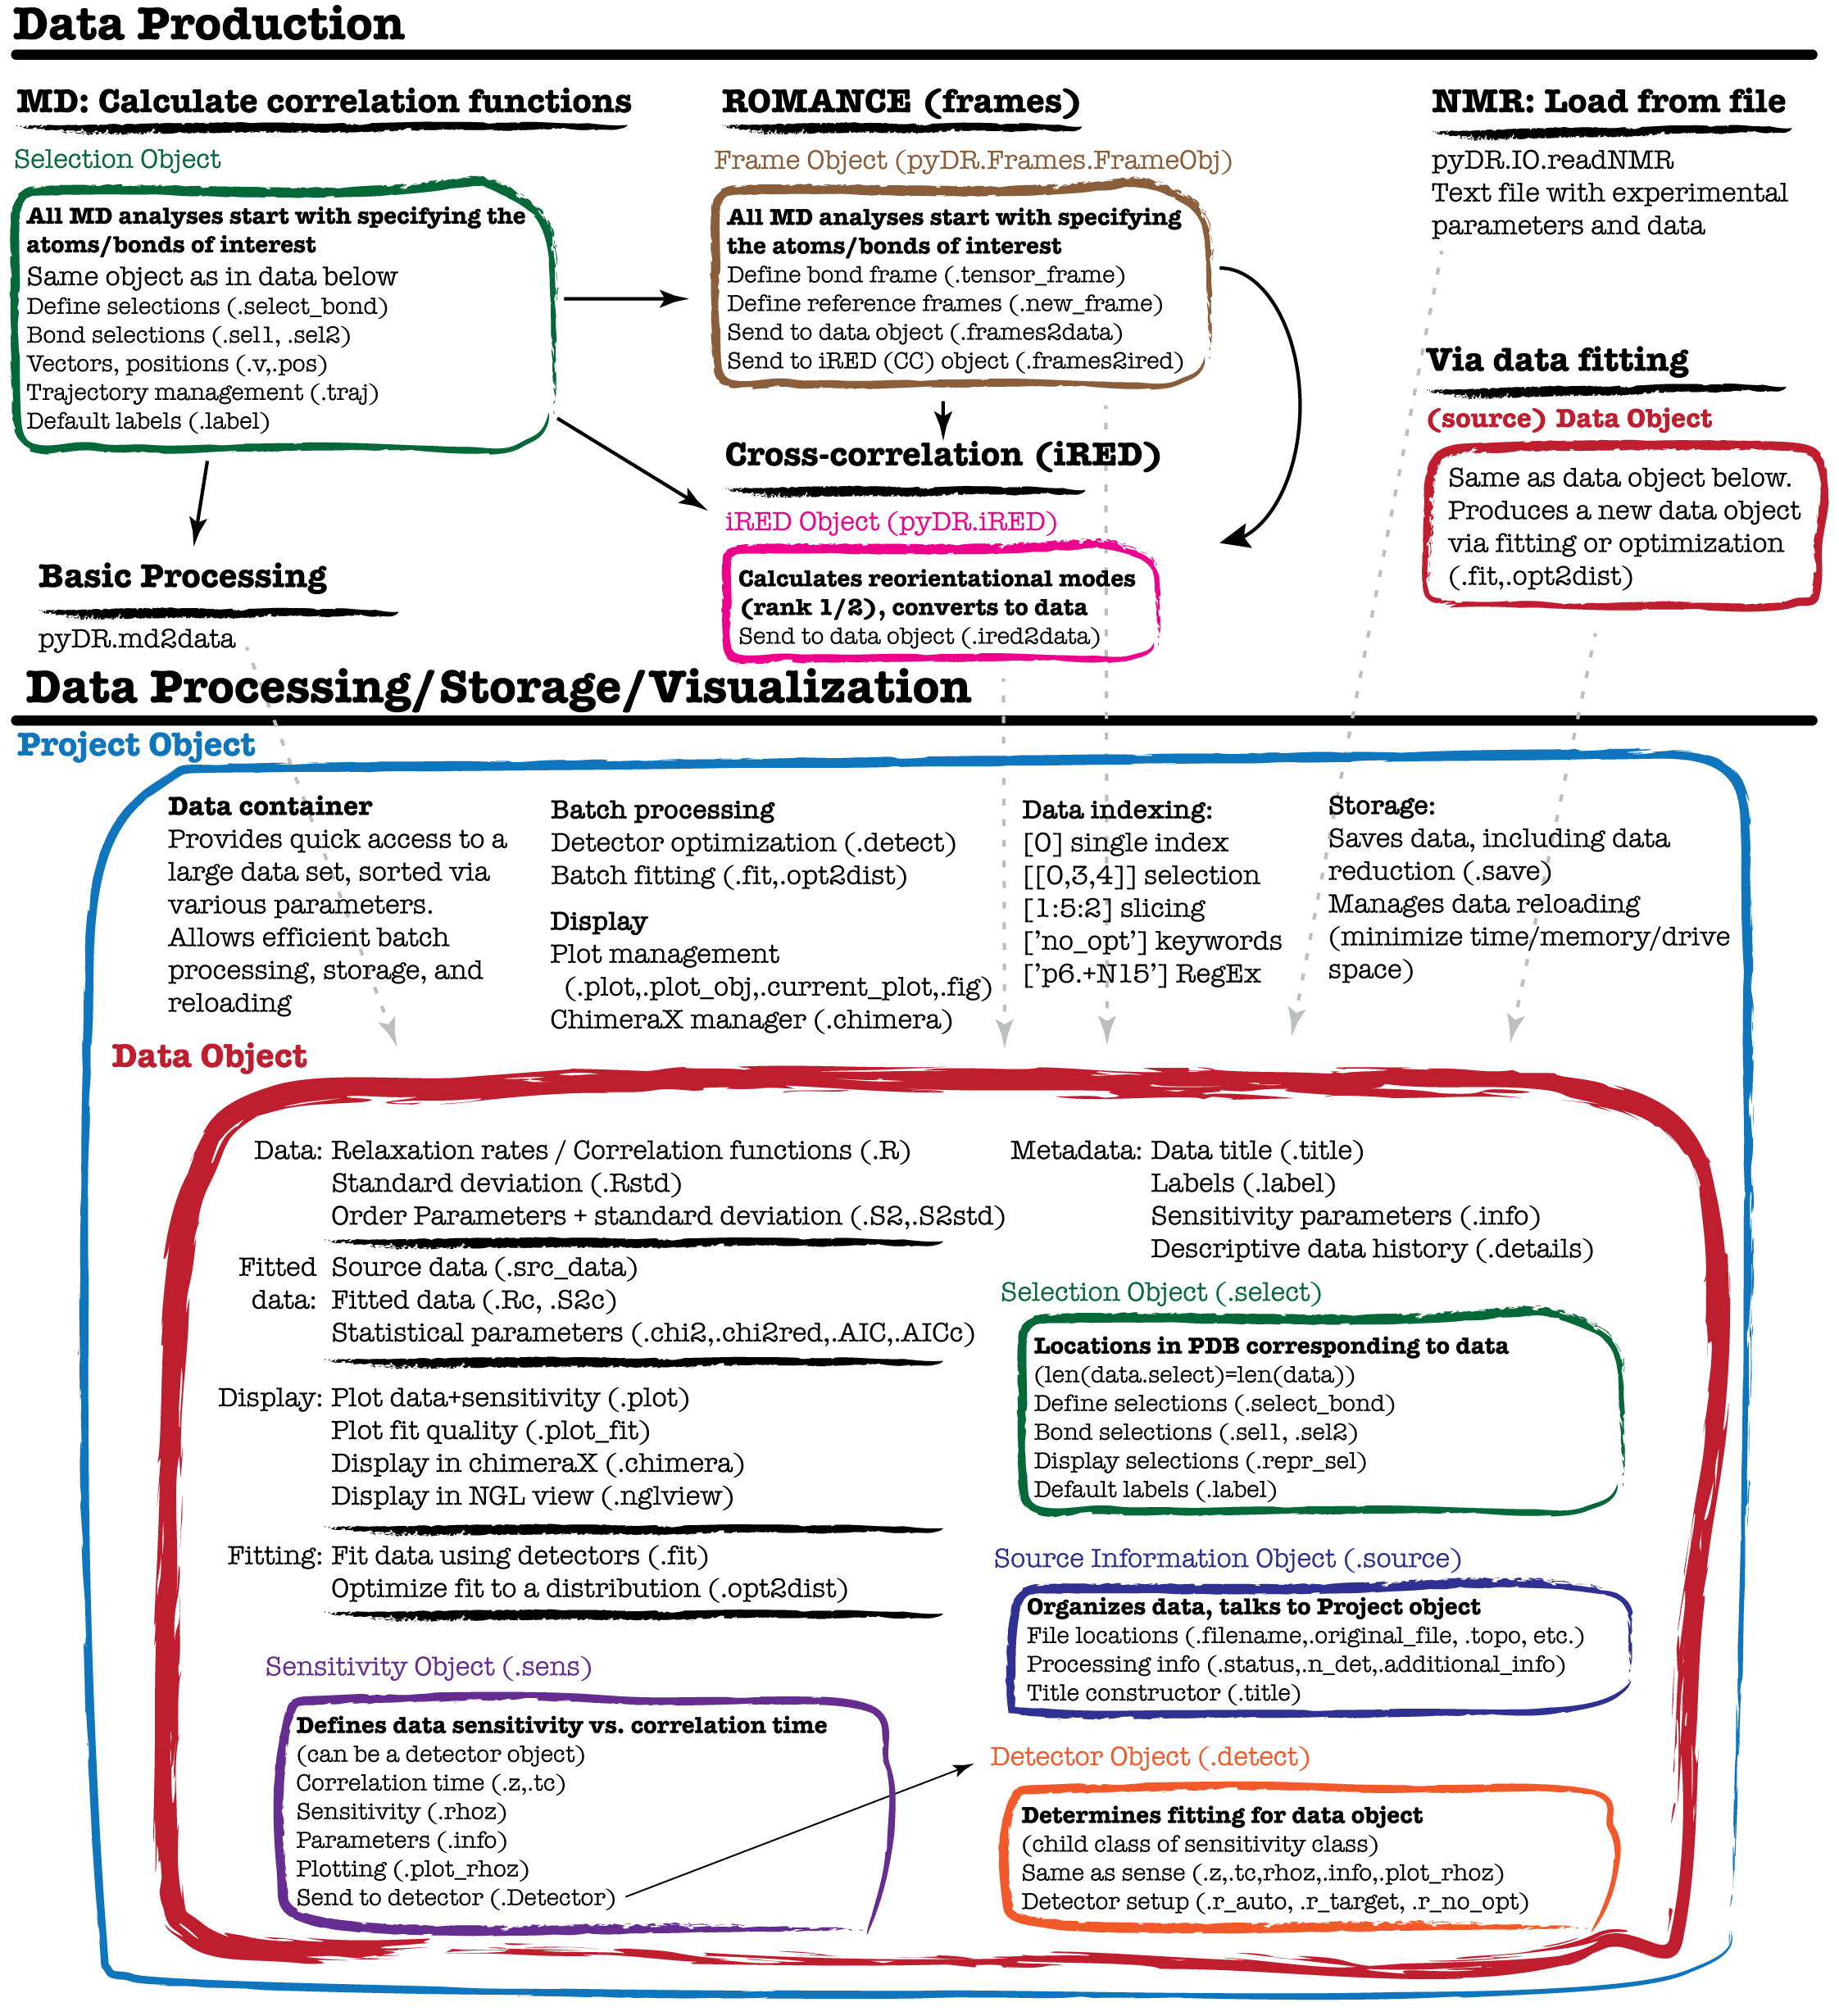 Data Production
MD: Calculate correlation functions
Selection Object
All MD analyses start with specifying the
atoms/bonds of interest
Same object as in data below
Define selections (.select_bond)
Bond selections (.sel1, .sel2)
Vectors, positions (.v,.pos)
Trajectory management (.traj)
Default labels (.label)
Basic Processing
pyDR.md2data
ROMANCE (frames)
Frame Object (pyDR.Frames.FrameObj)
All MD analyses start with specifying
the atoms/bonds of interest
Define bond frame (.tensor_frame)
Define reference frames (.new_frame)
Send to data object (.frames2data)
Send to iRED (CC) object (.frames2ired)
Cross-correlation (iRED)
iRED Object (pyDR.iRED)
Calculates reorientational modes
(rank 1/2), converts to data
Send to data object (.ired2data)
NMR: Load from file
pyDR.IO.readNMR
Text file with experimental
parameters and data
Via data fitting
(source) Data Object
Same as data object below.
Produces a new data object
via fitting or optimization
(.fit,.opt2dist)
Data Processing/Storage/Visualization
Project Object
Data container
Provides quick access to a
large data set, sorted via
various parameters.
Allows efficient batch
processing, storage, and
reloading
Batch processing
Detector optimization (.detect)
Batch fitting (.fit,.opt2dist)
Display
Plot management
(.plot,.plot_obj,.current_plot,.fig)
ChimeraX manager (.chimera)
Data indexing:
[0] single index
[[0,3,4]] selection
[1:5:2] slicing
['no_opt'] keywords
['p6.+N15'] RegEx
Storage:
Saves data, including data
reduction (.save)
Manages data reloading
(minimize time/memory/drive
space)
Data Object
Data: Relaxation rates / Correlation functions (.R)
Standard deviation (.Rstd)
Order Parameters + standard deviation (.S2,.S2std)
Fitted Source data (.src_data)
data: Fitted data (.Rc, .S2c)
Statistical parameters (.chi2,.chi2red,.AIC,.AICc)
Display: Plot data+sensitivity (.plot)
Plot fit quality (.plot_fit)
Display in chimeraX (.chimera)
Display in NGL view (.nglview)
Fitting: Fit data using detectors (.fit)
Optimize fit to a distribution (.opt2dist)
Sensitivity Object (.sens)
Defines data sensitivity vs. correlation time
(can be a detector object)
Correlation time (.z,.tc)
Sensitivity (.rhoz)
Parameters (.info)
Plotting (.plot_rhoz)
Send to detector (.Detector)
Metadata: Data title (.title)
Labels (.label)
Sensitivity parameters (.info)
Descriptive data history (.details)
Selection Object (.select)
Locations in PDB corresponding to data
(len(data.select)=len(data))
Define selections (.select_bond)
Bond selections (.sel1, .sel2)
Display selections (.repr_sel)
Default labels (.label)
Source Information Object (.source)
Organizes data, talks to Project object
File locations (.filename,.original_file, .topo, etc.)
Processing info (.status,.n_det,.additional_info)
Title constructor (.title)
Detector Object (.detect)
Determines fitting for data object
(child class of sensitivity class)
Same as sense (.z,.tc,rhoz,.info,.plot_rhoz)
Detector setup (.r_auto, .r_target, .r_no_opt)